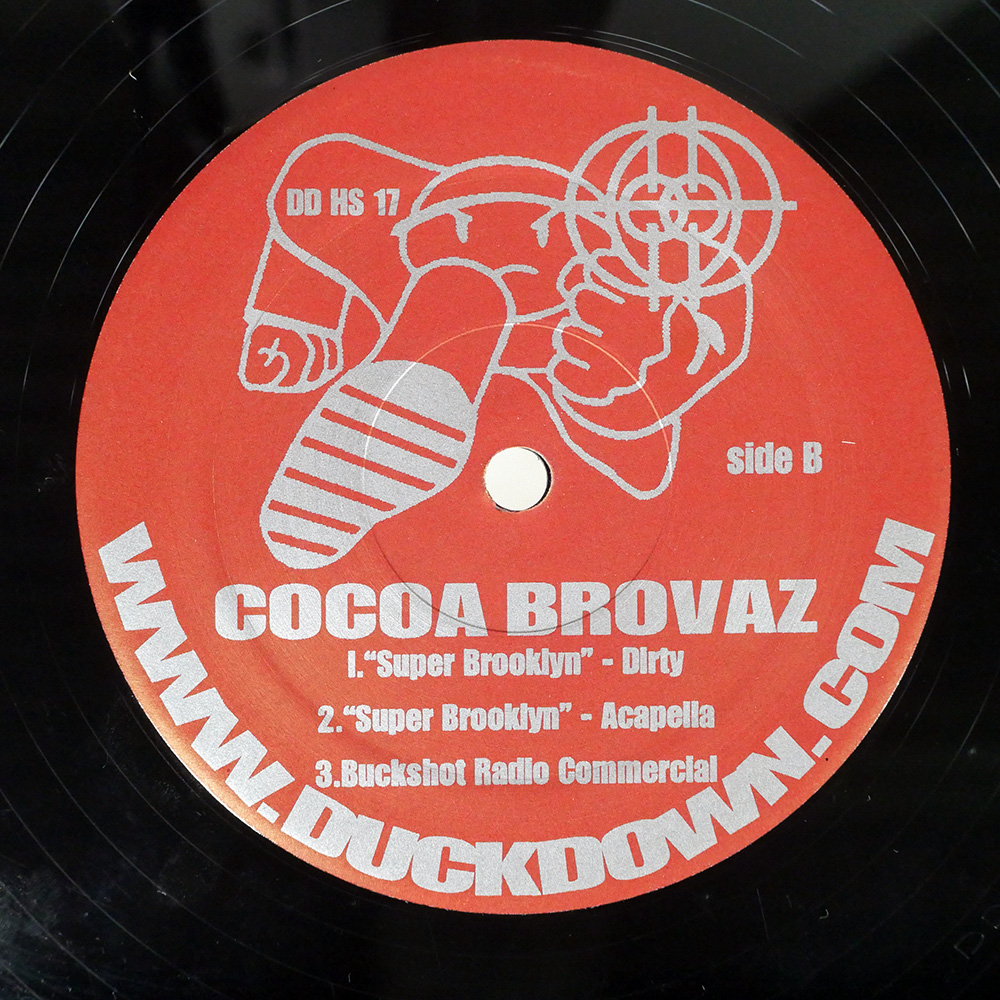 DD HS 17
side B
COCOA BROVAZ
1.“Super Brooklyn” - Dirty
2.“Super Brooklyn” - Acapella
3.Buckshot Radio Commercial
WWW.DUCKDOWN.COM